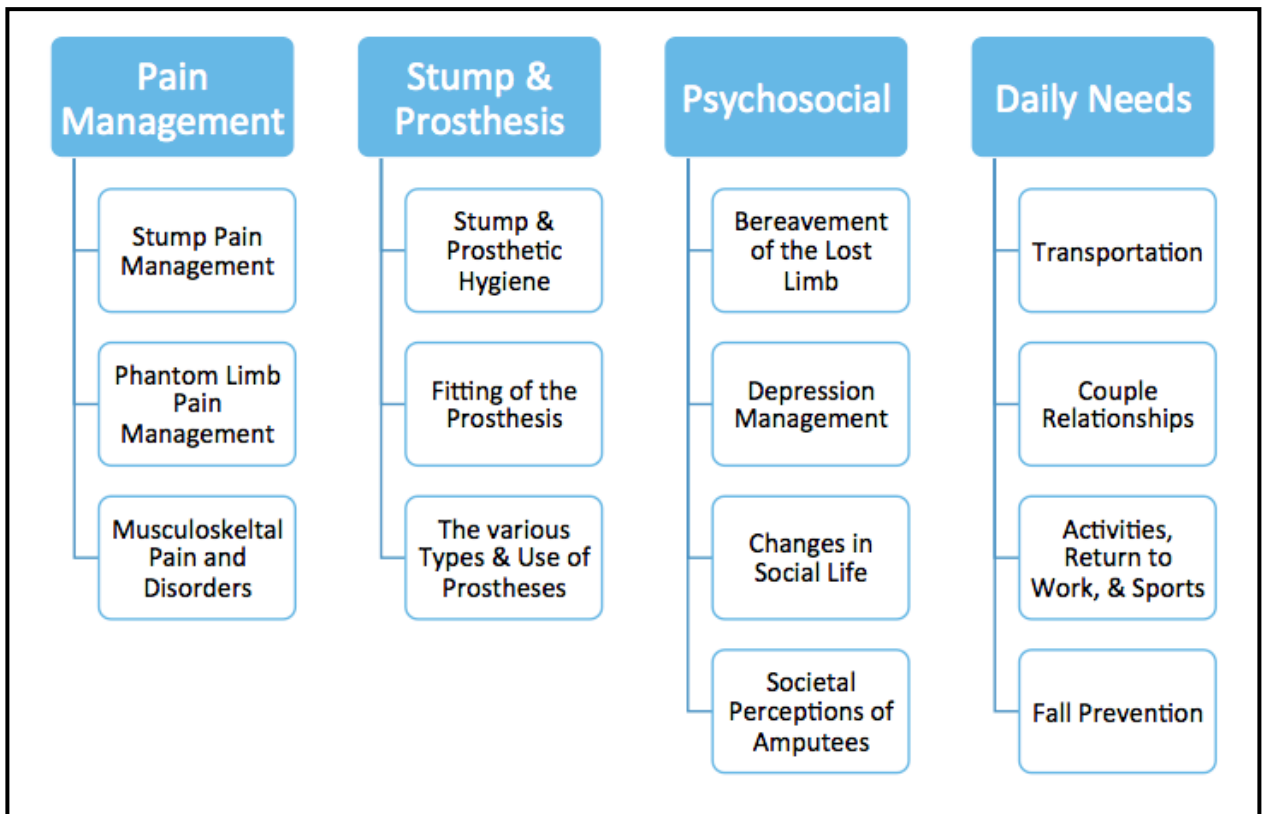 Pain
Management
Stump Pain
Management
Phantom Limb
Pain
Management
Musculoskeltal
Pain and
Disorders
Stump &
Prosthesis
Stump &
Prosthetic
Hygiene
Fitting of the
Prosthesis
The various
Types & Use of
Prostheses
Psychosocial
Bereavement
of the Lost
Limb
Depression
Management
Changes in
Social Life
Societal
Perceptions of
Amputees
Daily Needs
Transportation
Couple
Relationships
Activities,
Return to
Work, & Sports
Fall Prevention